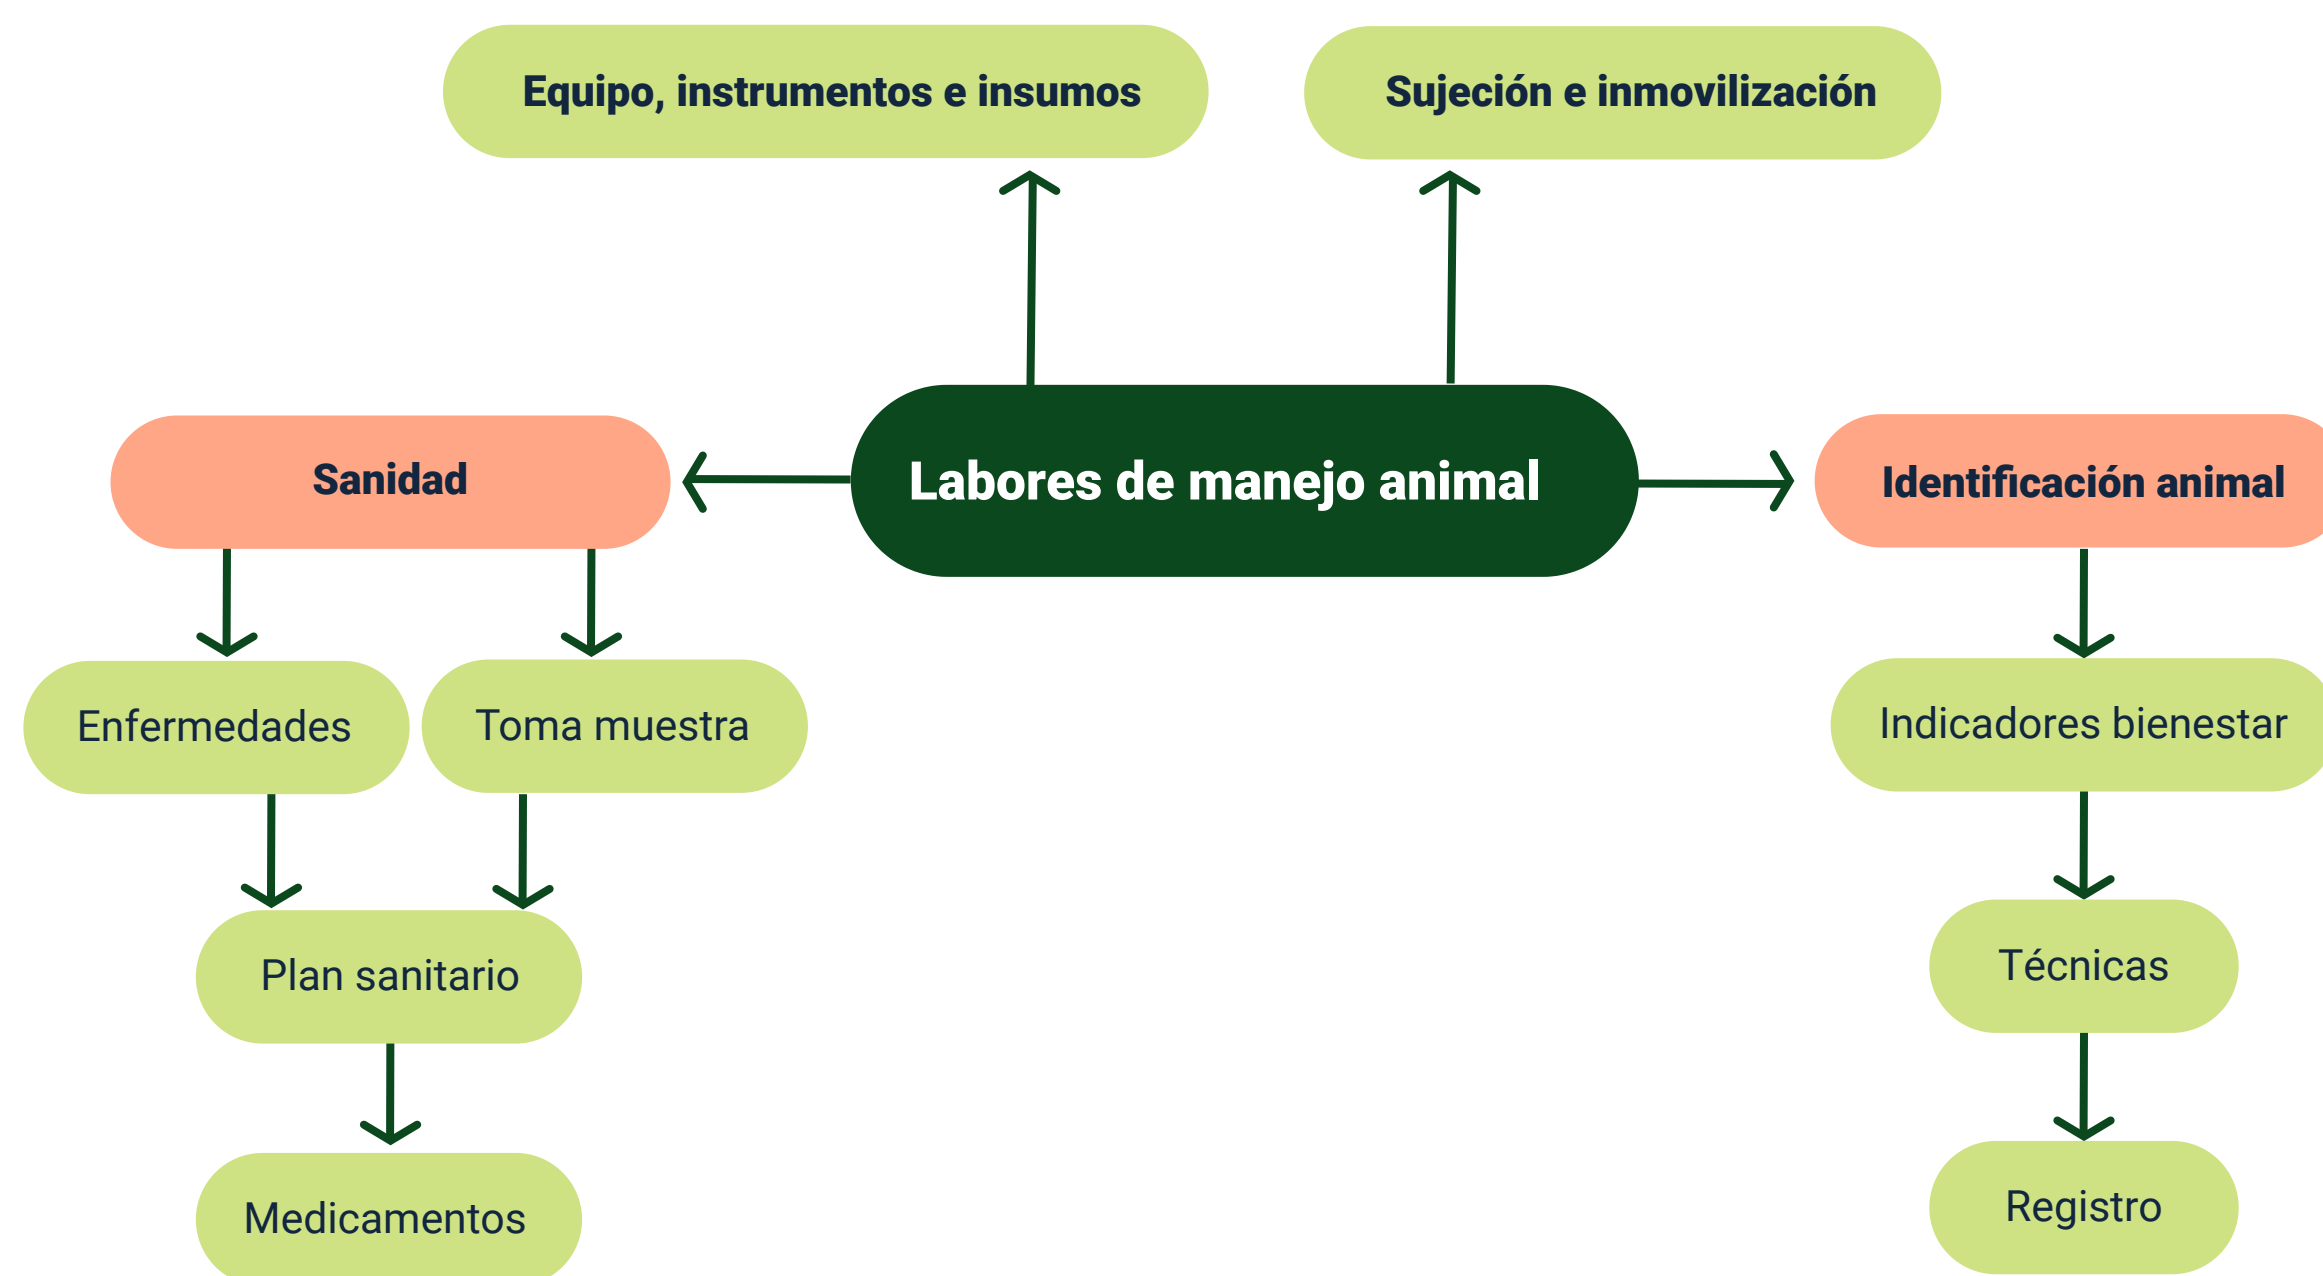 Equipo, instrumentos e insumos
Sujeción e inmovilización
Sanidad
Labores de manejo animal
Identificación animal
Enfermedades
Toma muestra
Indicadores bienestar
Plan sanitario
Técnicas
Medicamentos
Registro